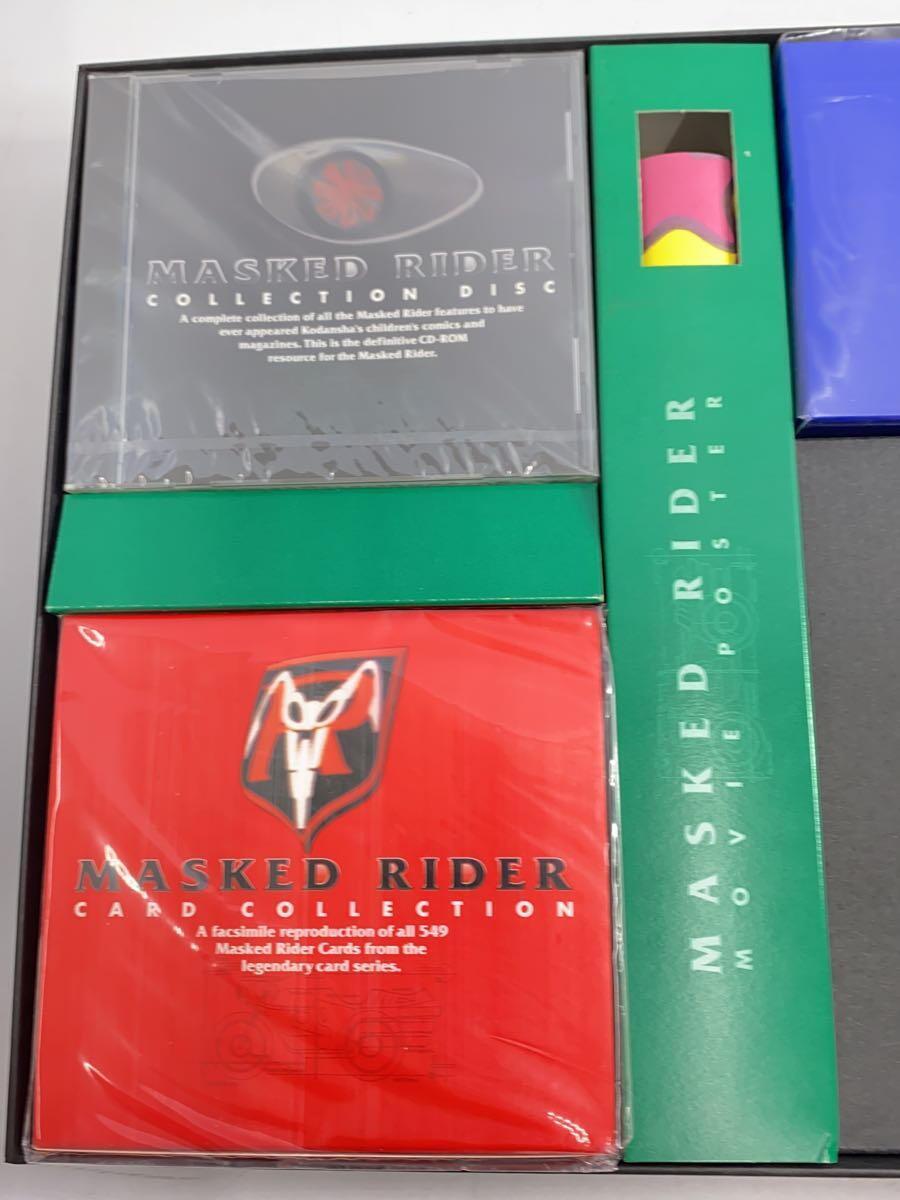 MASKED RIDER
COLLECTION DISC
A complete collection of all the Masked Rider features to have
ever appeared Kodansha's children's comics and
magazines. This is the definitive CD-ROM
resource for the Masked Rider.
MASKED RIDER
MOVIE POSTER
MASKED RIDER
CARD COLLECTION
A facsimile reproduction of all 549
Masked Rider Cards from the
legendary card series.